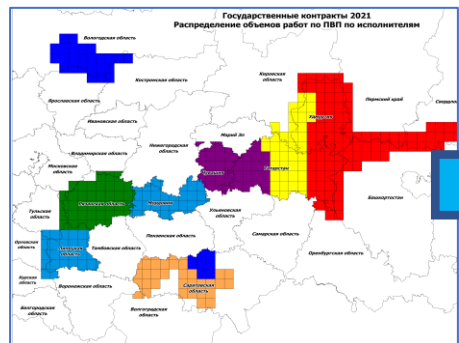 Государственные контракты 2021
Распределение объемов работ по ПВП по исполнителям
Вологодская область
Костромская область
Кировская область
Пермский край
Ярославская область
Ивановская область
Марий Эл
Удмуртия
Нижегородская область
Владимирская область
Московская область
Чувашия
Татарстан
Башкортостан
Тульская область
Рязанская область
Мордовия
Ульяновская область
Самарская область
Оренбургская область
Пензенская область
Орловская область
Липецкая область
Тамбовская область
Курская область
Воронежская область
Саратовская область
Белгородская область
Волгоградская область